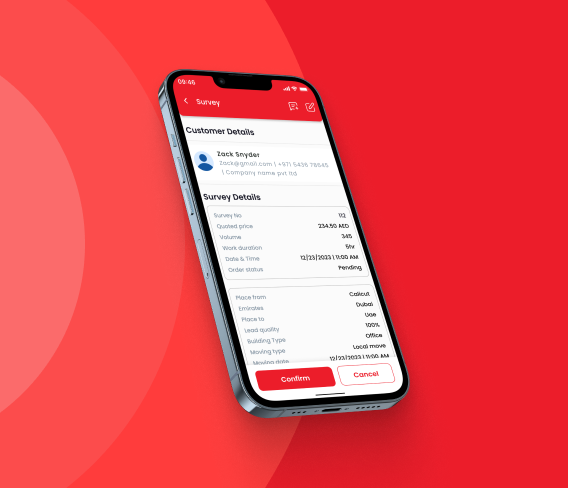 09:46
Survey
Customer Details
Zack Snyder
Zack@gmail.com | +971 5436 78645
| Company name pvt ltd
Survey Details
Survey No 112
Quoted price 234.50 AED
Volume 345
Work duration 5hr
Date & Time 12/23/2023 | 11:00 AM
Order status Pending
Place from Calicut
Emirates Dubai
Place to Uae
Lead quality 100%
Building Type Office
Moving type Local move
Moving date 12/23/2023 | 11:00 AM
Confirm Cancel